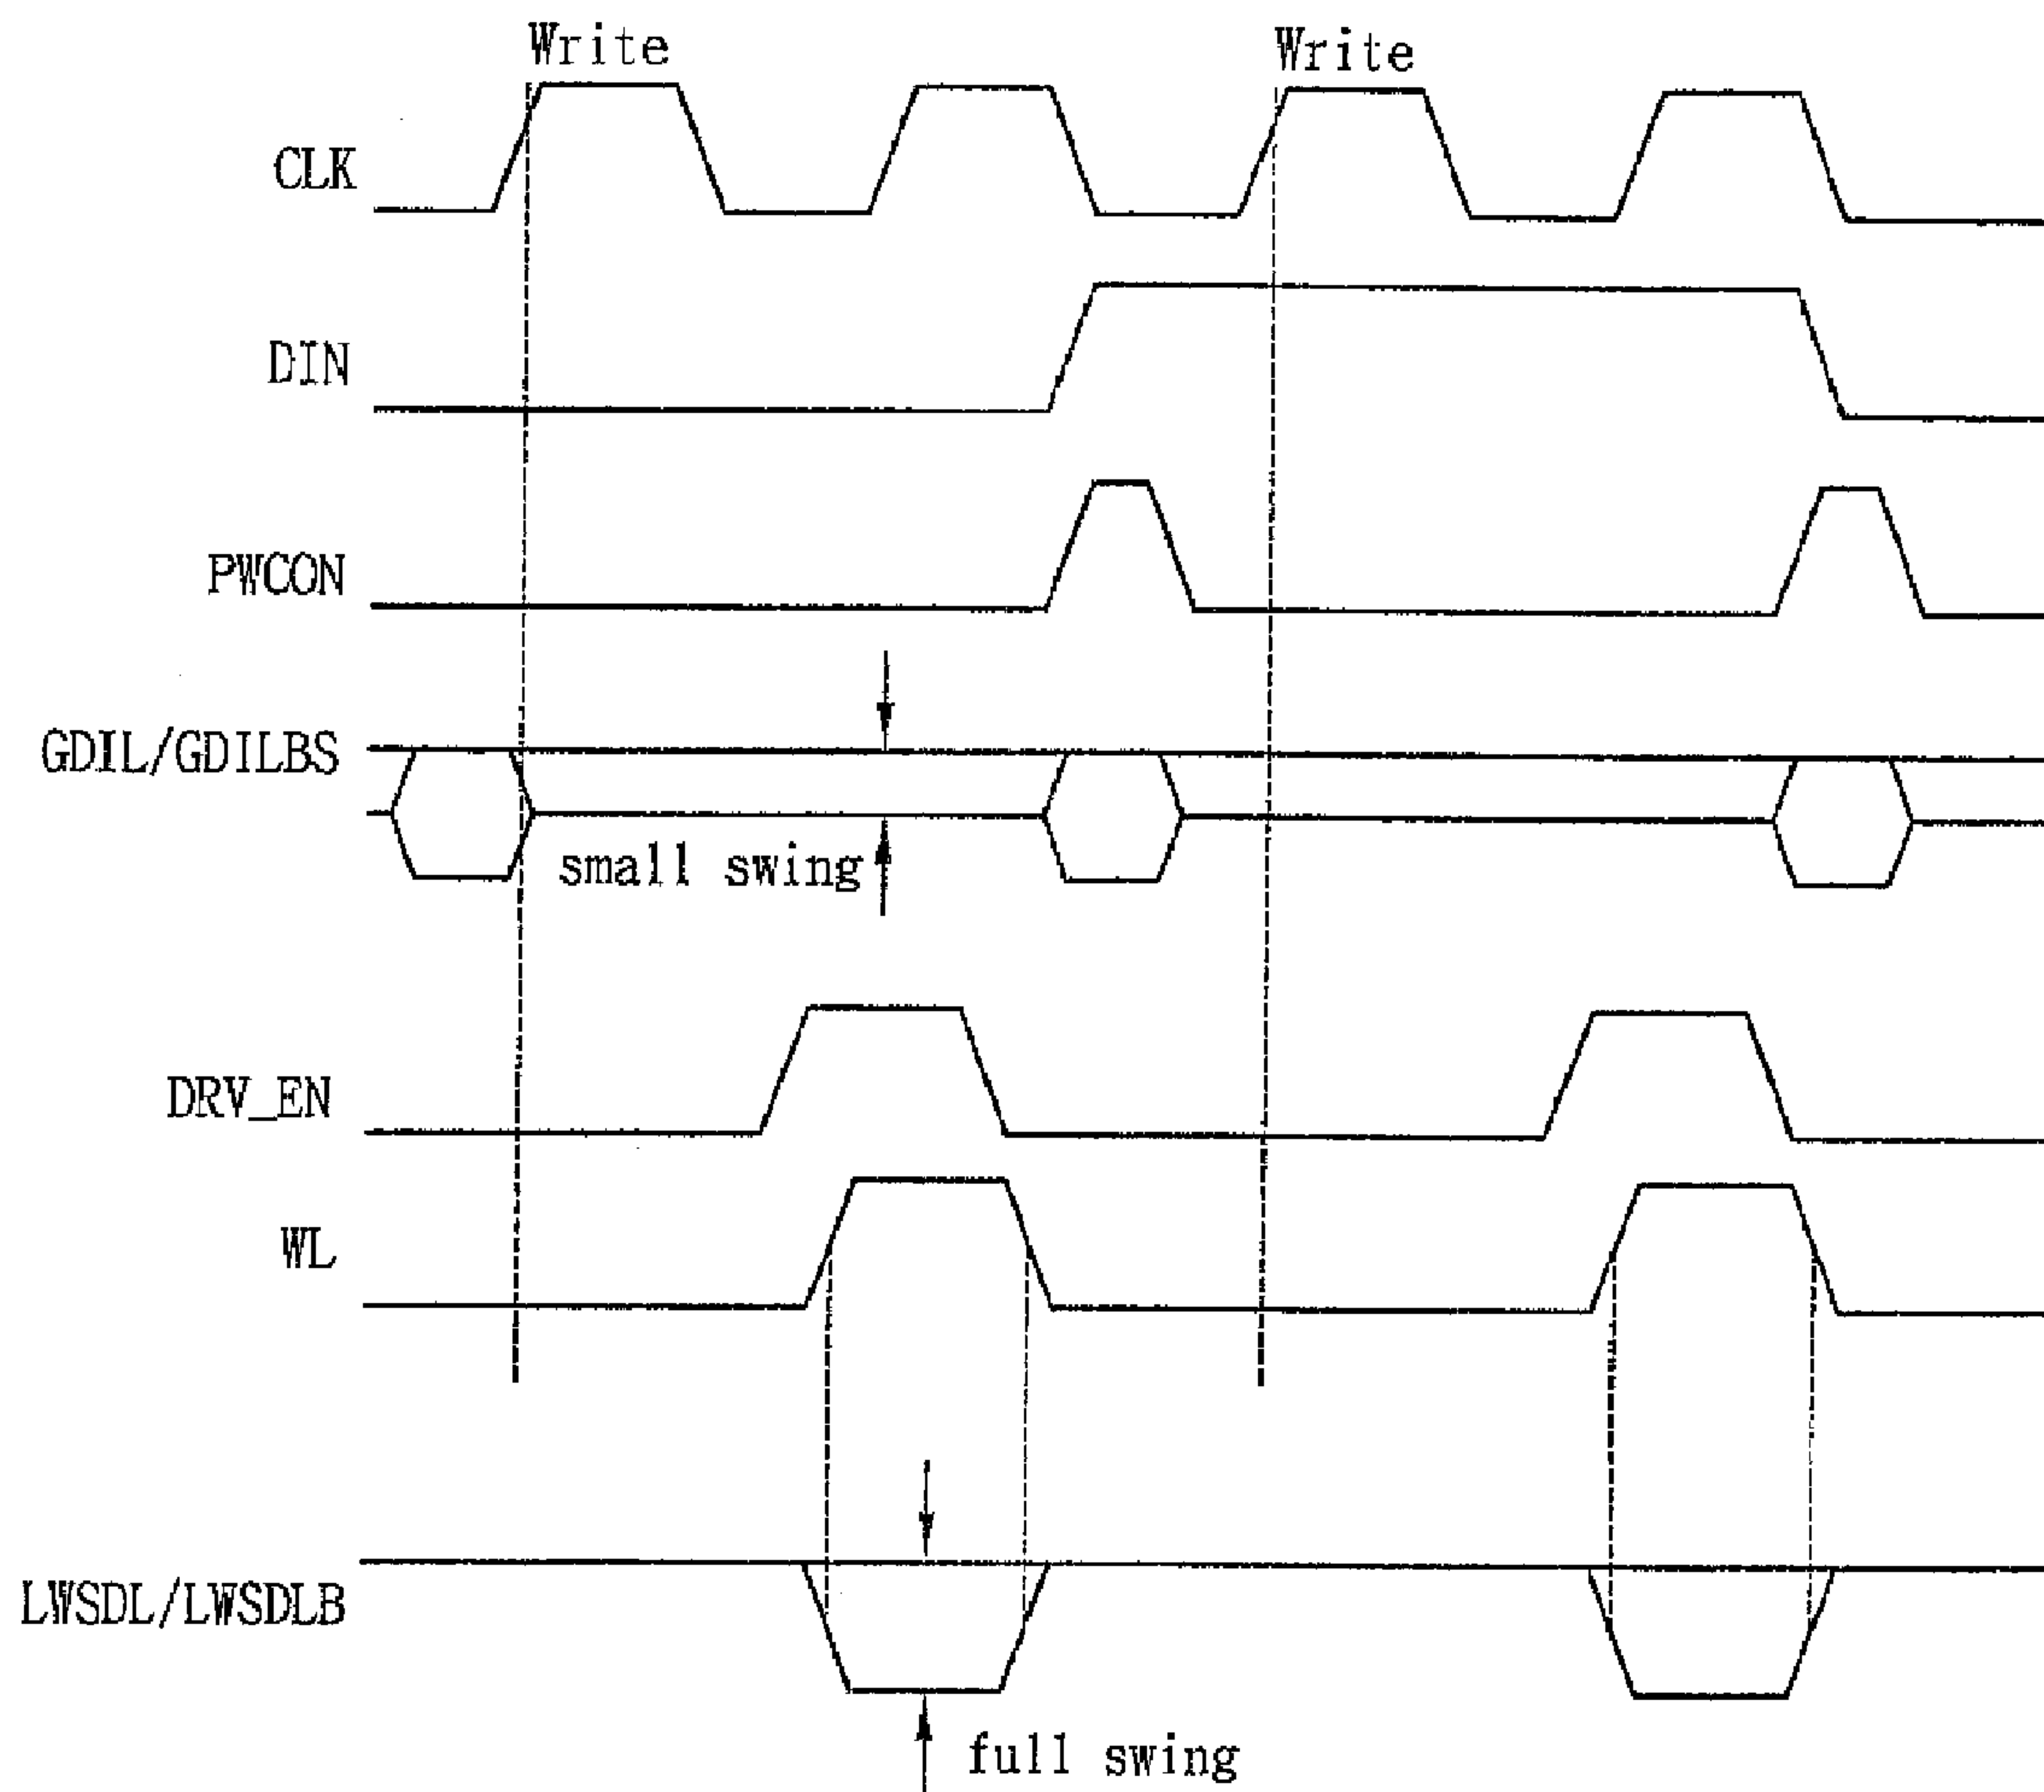 Write Write
CLK
DIN
PWCON
GDIL/GDILBS
small swing
DRV_EN
WL
LWSDL/LWSDLB
full swing